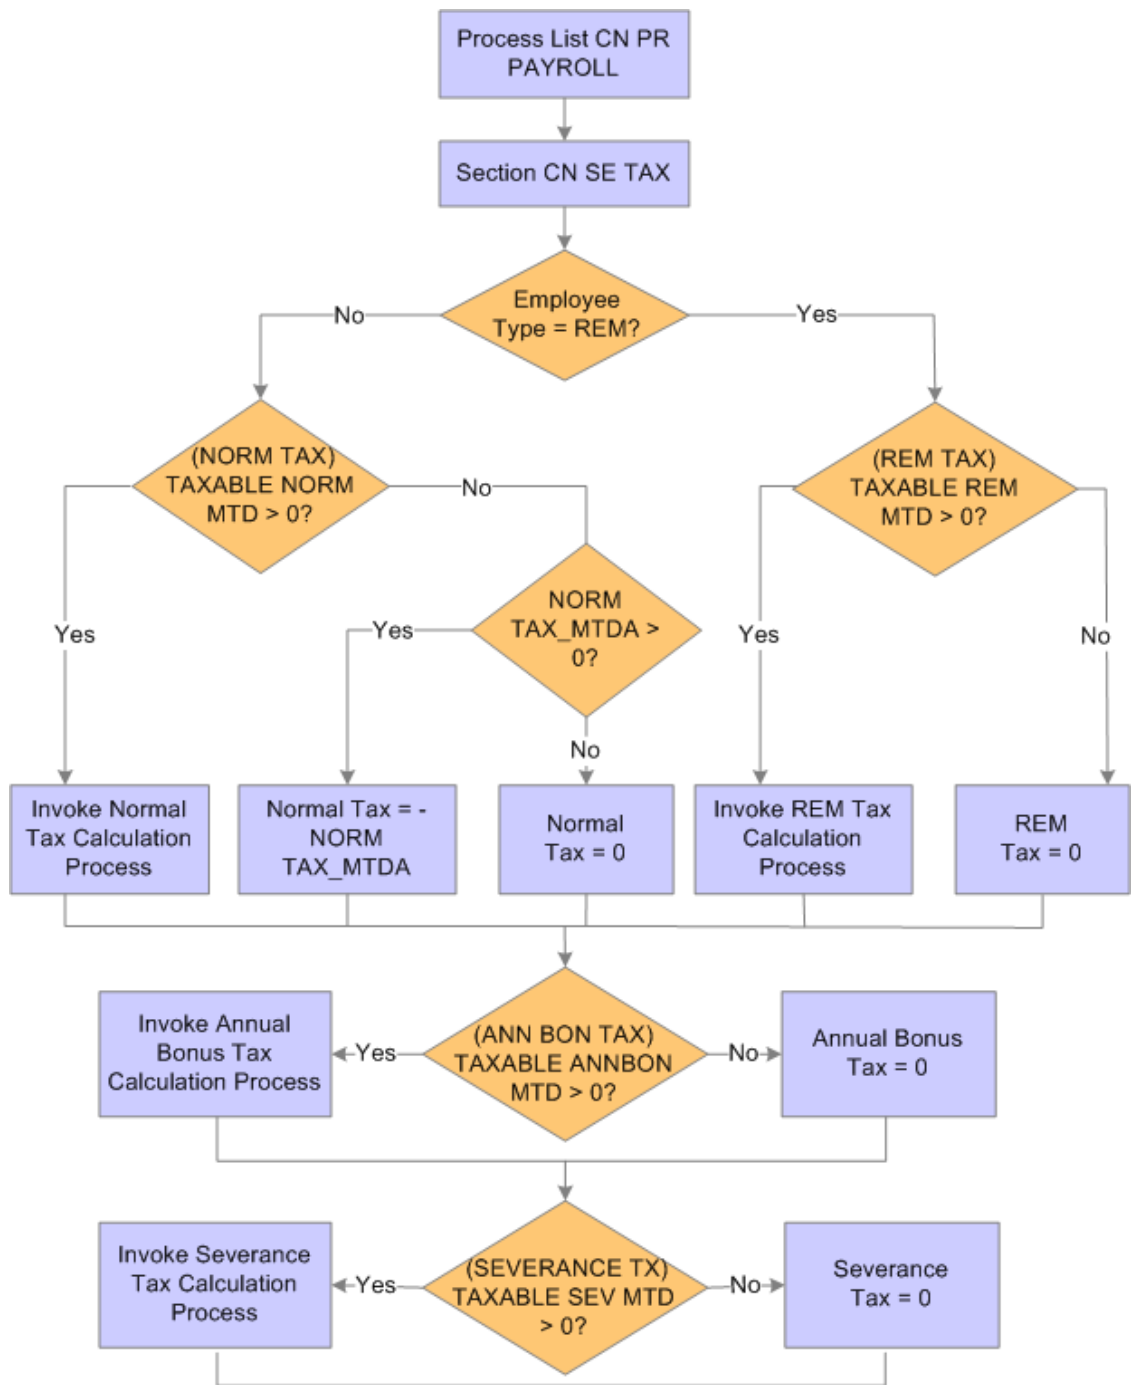 Process List CN PR
PAYROLL
Section CN SE TAX
Employee
Type = REM?
No
Yes
(NORM TAX)
TAXABLE NORM
MTD > 0?
(REM TAX)
TAXABLE REM
MTD > 0?
No
Yes
NORM
TAX_MTDA >
0?
Yes
Yes
No
No
Invoke Normal
Tax Calculation
Process
Normal Tax = -
NORM
TAX_MTDA
Normal
Tax = 0
Invoke REM Tax
Calculation
Process
REM
Tax = 0
Invoke Annual
Bonus Tax
Calculation Process
Yes
(ANN BON TAX)
TAXABLE ANNBON
MTD > 0?
No
Annual Bonus
Tax = 0
Invoke Severance
Tax Calculation
Process
Yes
(SEVERANCE TX)
TAXABLE SEV MTD
> 0?
No
Severance
Tax = 0